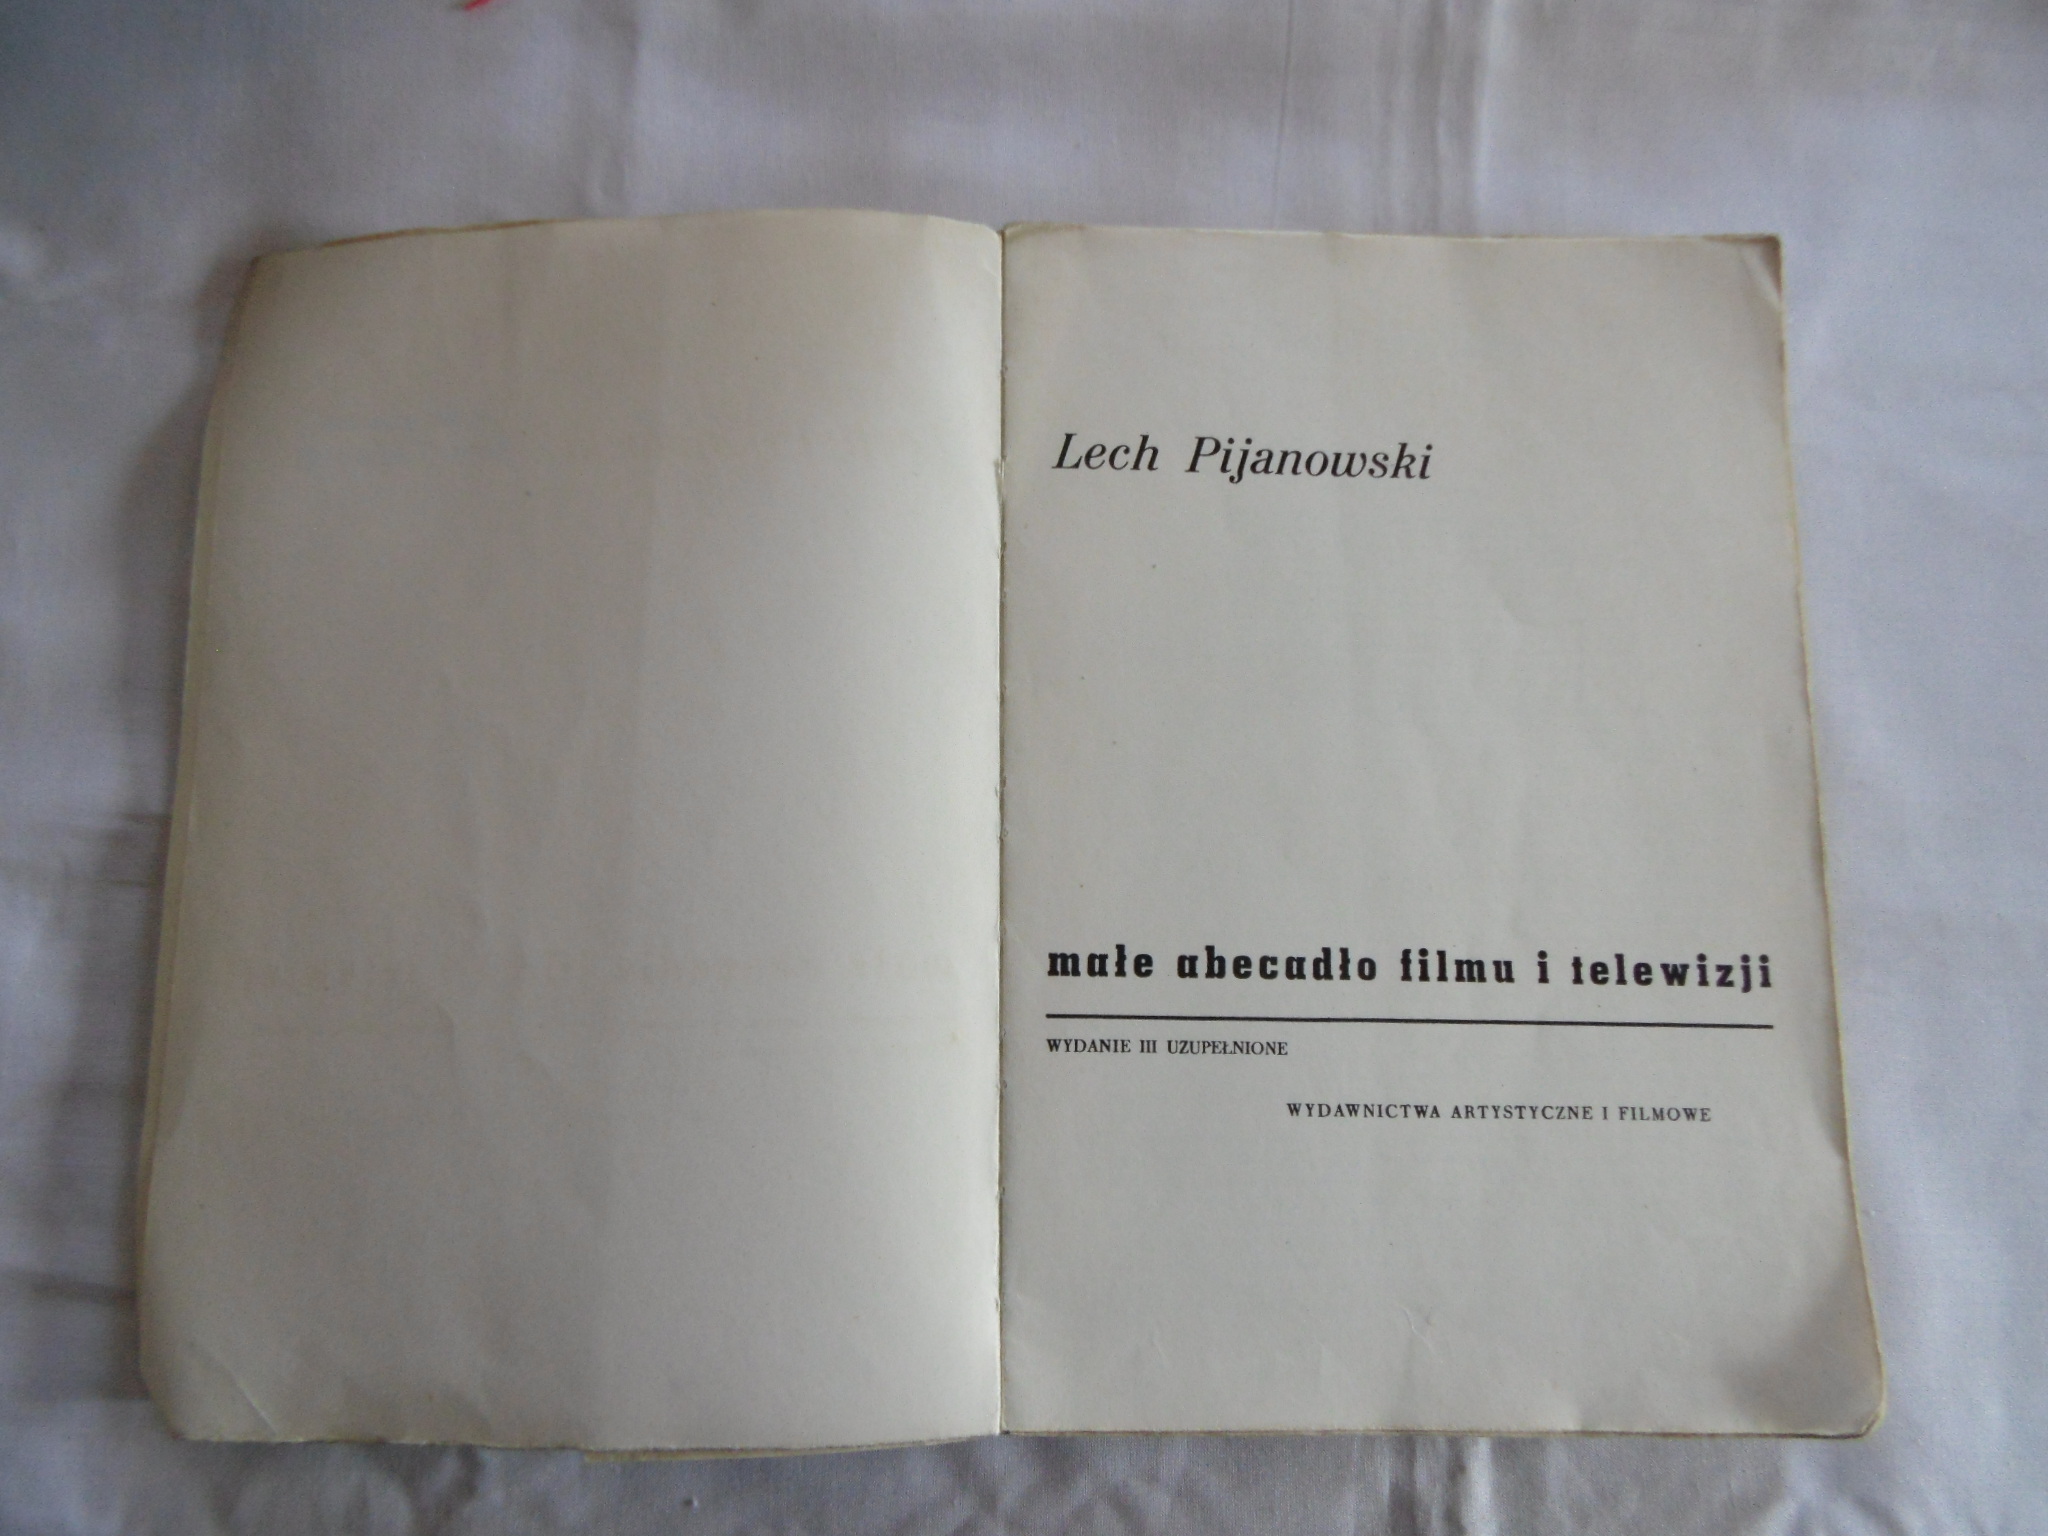 Lech Pijanowski
małe abecadło filmu i telewizji
WYDANIE III UZUPEŁNIONE
WYDAWNICTWA ARTYSTYCZNE I FILMOWE